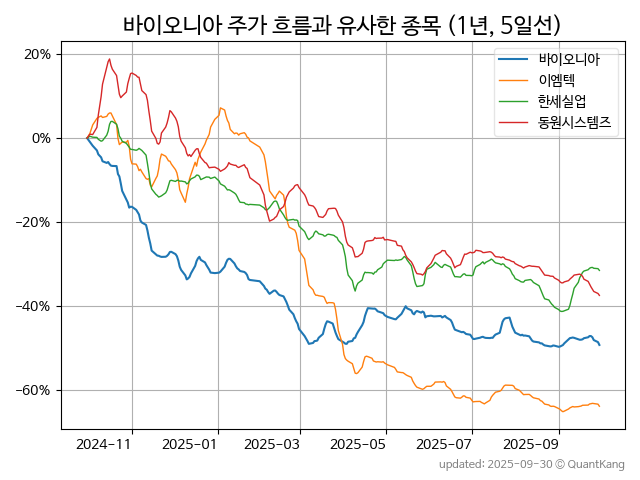 바이오니아 주가 흐름과 유사한 종목 (1년, 5일선)
20%
0%
−20%
−40%
−60%
바이오니아
이엠텍
한세실업
동원시스템즈
2024-11 2025-01 2025-03 2025-05 2025-07 2025-09
updated: 2025-09-30 © QuantKang